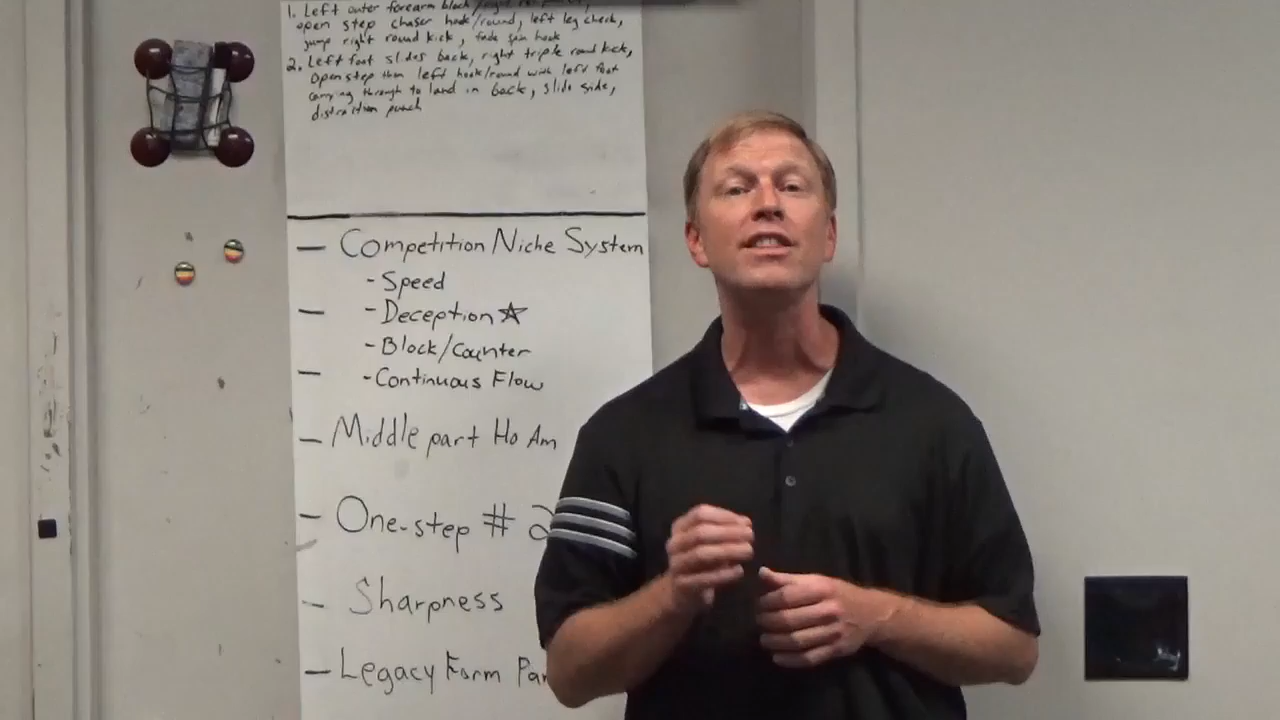 1. Left outer forearm block/right
open step chaser hook/round, left leg check,
jump right round kick, fade spin hook
2. Left foot slides back, right triple round kick,
Open step then left hook/round with left foot
carrying through to land in back, slide side,
distraction punch
— Competition Niche System
- Speed
— - Deception ☆
- Block/Counter
— - Continuous Flow
— Middle part Ho Am
— One-step # 2
— Sharpness
— Legacy Form Par